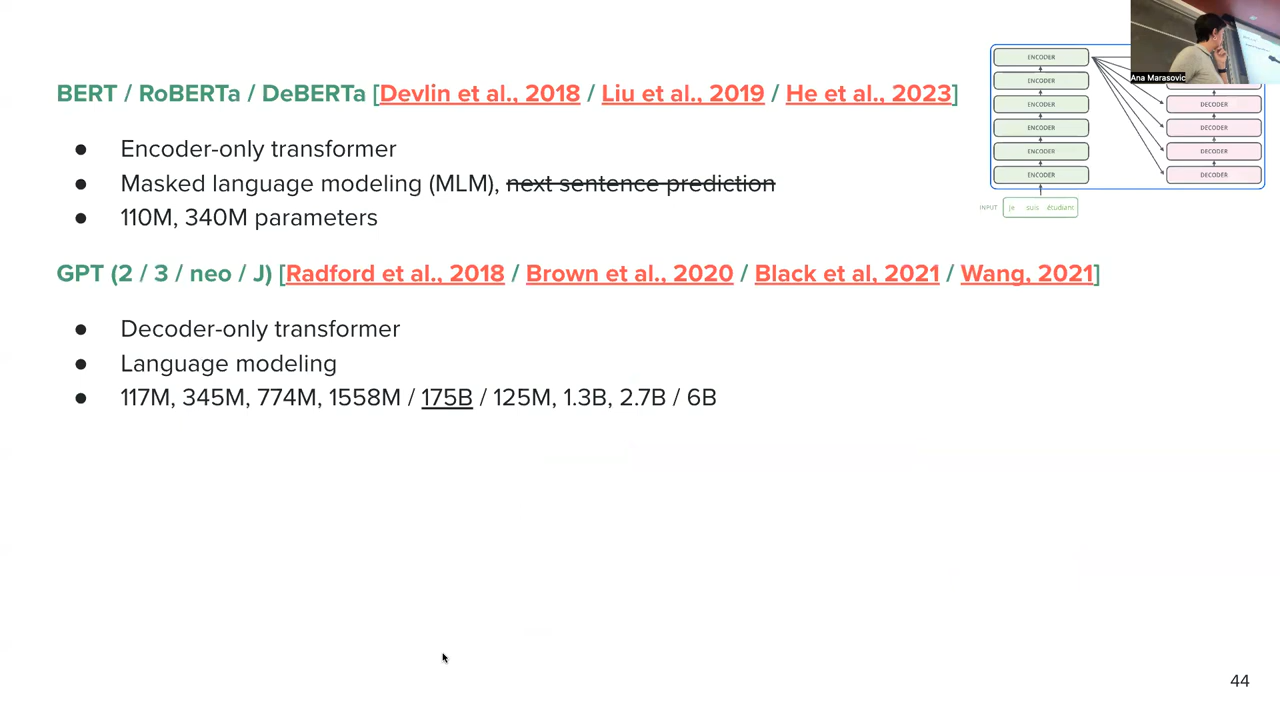 BERT / RoBERTa / DeBERTa [Devlin et al., 2018 / Liu et al., 2019 / He et al., 2023]
● Encoder-only transformer
● Masked language modeling (MLM), next sentence prediction
● 110M, 340M parameters
GPT (2 / 3 / neo / J) [Radford et al., 2018 / Brown et al., 2020 / Black et al, 2021 / Wang, 2021]
● Decoder-only transformer
● Language modeling
● 117M, 345M, 774M, 1558M / 175B / 125M, 1.3B, 2.7B / 6B
Ana Marasovic
ENCODER
ENCODER
ENCODER DECODER
ENCODER DECODER
ENCODER DECODER
ENCODER DECODER
INPUT je suis étudiant
44